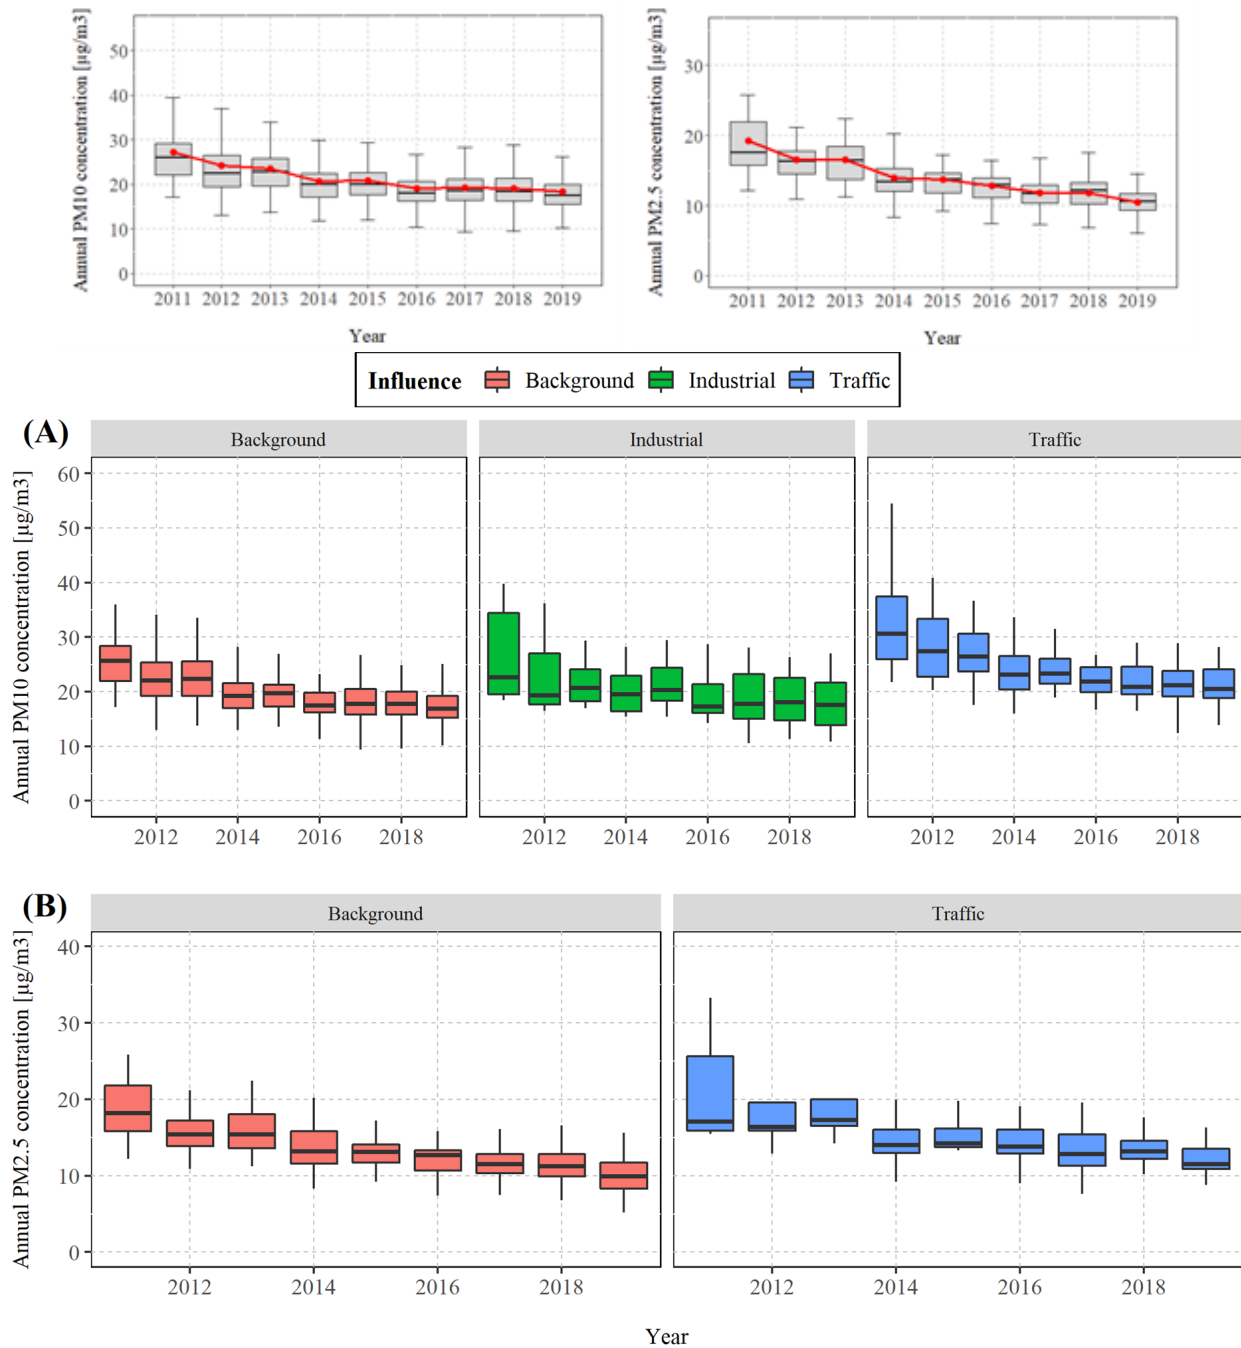 Annual PM10 concentration [µg/m3]
50
40
30
20
10
0
2011 2012 2013 2014 2015 2016 2017 2018 2019
Year
Annual PM2.5 concentration [µg/m3]
30
20
10
0
2011 2012 2013 2014 2015 2016 2017 2018 2019
Year
Influence Background Industrial Traffic
(A)
Background Industrial Traffic
Annual PM10 concentration [µg/m3]
60
50
40
30
20
10
0
2012 2014 2016 2018 2012 2014 2016 2018 2012 2014 2016 2018
(B)
Background Traffic
Annual PM2.5 concentration [µg/m3]
40
30
20
10
0
2012 2014 2016 2018 2012 2014 2016 2018
Year